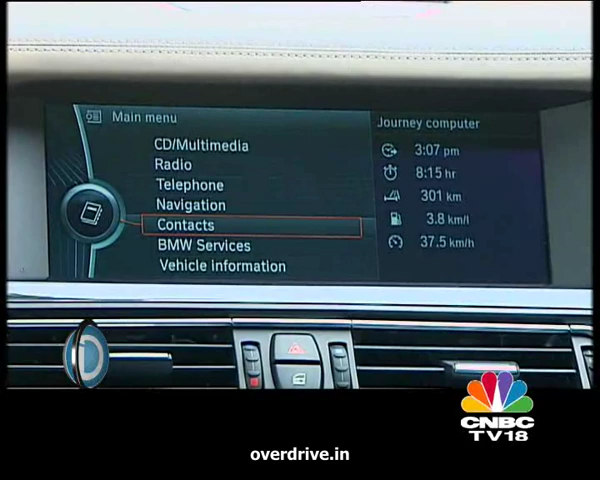 Main menu
CD/Multimedia
Radio
Telephone
Navigation
Contacts
BMW Services
Vehicle information
Journey computer
3:07 pm
8:15 hr
301 km
3.8 km/l
37.5 km/h
D
CNBC
TV18
overdrive.in